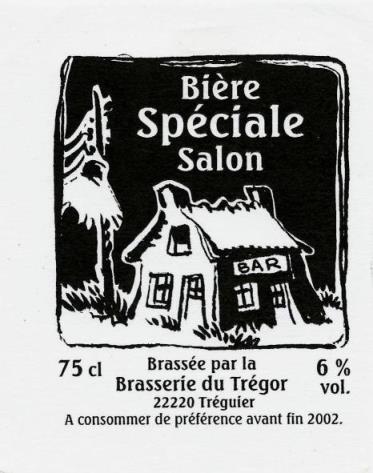 Bière
Spéciale
Salon
BAR
75 cl
Brassée par la
Brasserie du Trégor
22220 Tréguier
6 %
vol.
A consommer de préférence avant fin 2002.